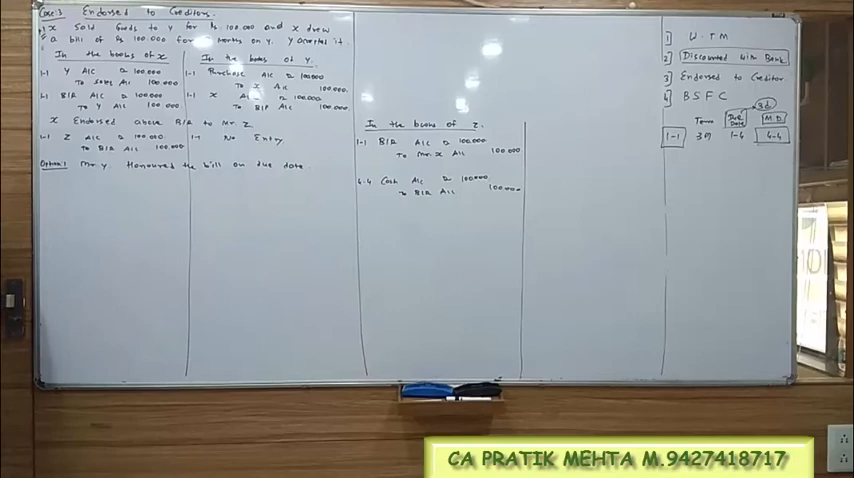 Case:3 Endorsed to Creditors.
X Sold Goods to Y for Rs. 100.000 and X drew
a bill of Rs 100.000 for 3 months on Y. Y accepted it.
In the books of X
1-1 Y A/c Dr 100.000
To Sales A/c 100.000
1-1 B/R A/c Dr 100.000
To Y A/c 100.000
In the books of Y.
1-1 Purchase A/c Dr 100000
To X A/c 100.000
1-1 X A/c Dr 100.000
To B/P A/c 100.000
X Endorsed above B/R to Mr. Z
1-1 Z A/c Dr 100.000
To B/R A/c 100.000
1-1 No Entry
Option:1 Mr. Y. Honoured the bill on due date.
In the books of Z.
1-1 B/R A/c Dr 100.000
To Mr. X A/c 100.000
4-4 Cash A/c Dr 100.000
To B/R A/c 100.000
1] W.T M
2] Discounted with Bank
3] Endorsed to Creditor
4] B S F C
3d
Term Due Date M.D
1-1 3M 1-4 4-4
CA PRATIK MEHTA M.9427418717